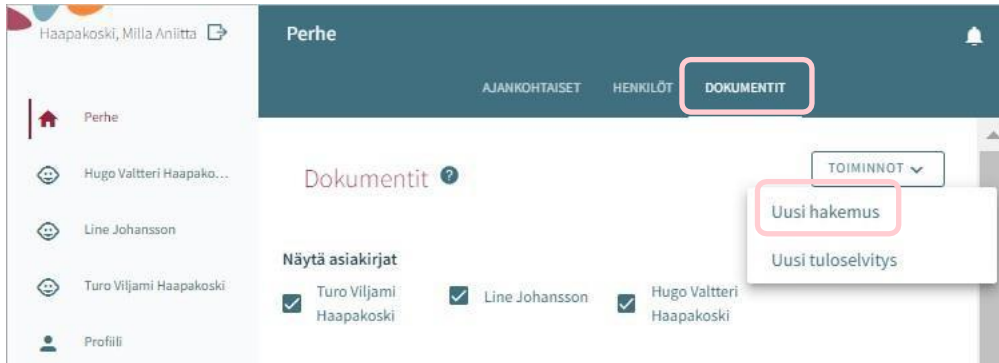 Haapakoski, Milla Aniitta
Perhe
AJANKOHTAISET HENKILÖT DOKUMENTIT
Perhe
Hugo Valtteri Haapako...
Line Johansson
Turo Viljami Haapakoski
Profiili
Dokumentit ?
TOIMINNOT
Uusi hakemus
Uusi tuloselvitys
Näytä asiakirjat
Turo Viljami
Haapakoski
Line Johansson
Hugo Valtteri
Haapakoski